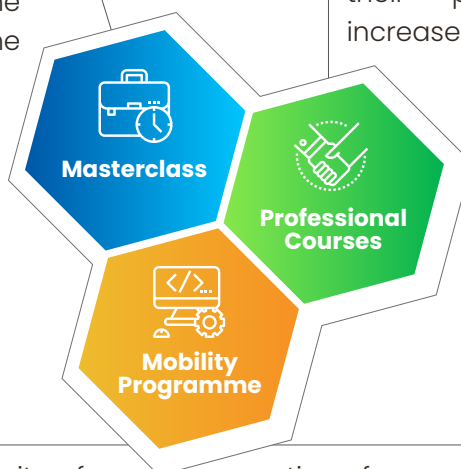 their
increase
Masterclass
Professional
Courses
</>
Mobility
Programme